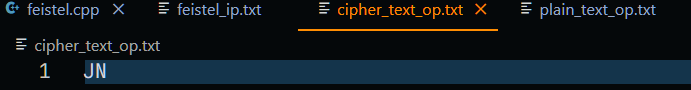 feistel.cpp feistel_ip.txt cipher_text_op.txt plain_text_op.txt
cipher_text_op.txt
1 JN